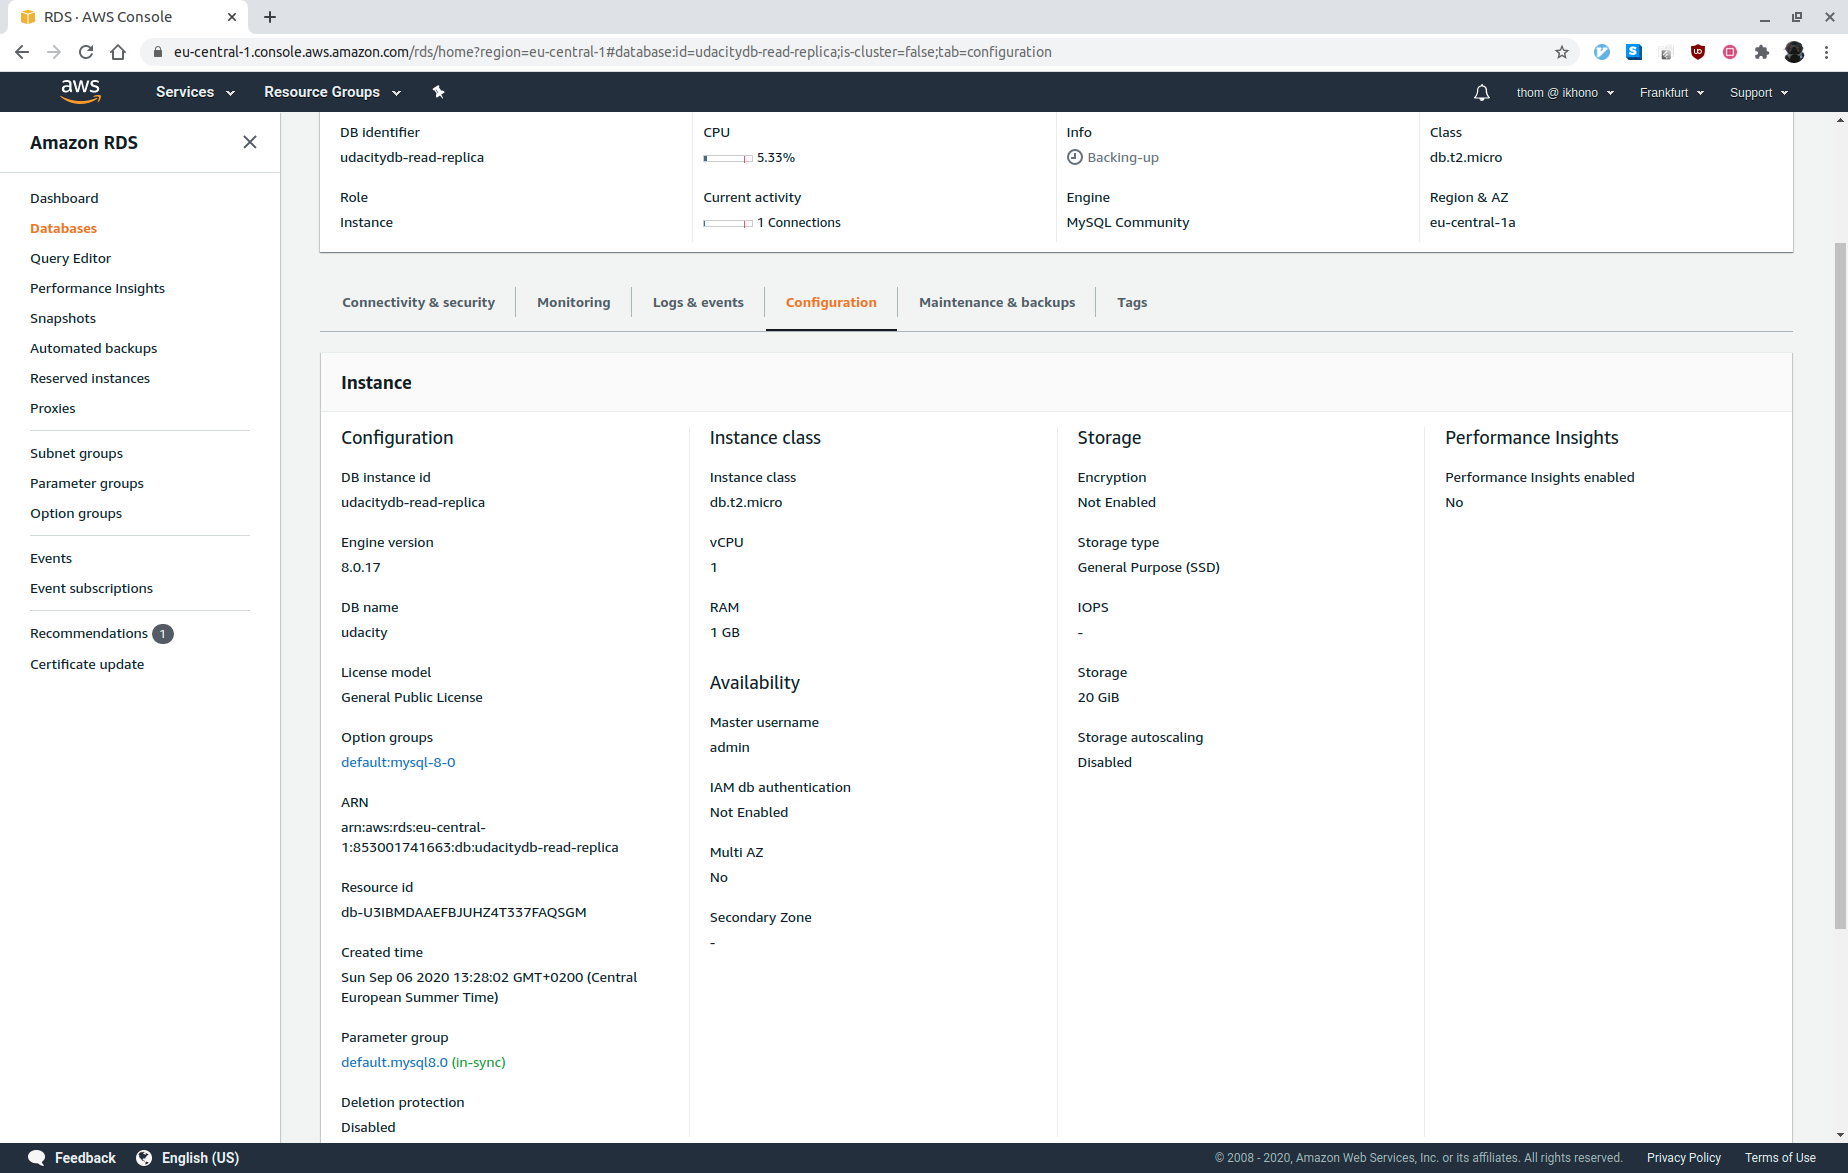 RDS · AWS Console
eu-central-1.console.aws.amazon.com/rds/home?region=eu-central-1#database:id=udacitydb-read-replica;is-cluster=false;tab=configuration
aws
Services
Resource Groups
thom @ ikhono
Frankfurt
Support
Amazon RDS
Dashboard
Databases
Query Editor
Performance Insights
Snapshots
Automated backups
Reserved instances
Proxies
Subnet groups
Parameter groups
Option groups
Events
Event subscriptions
Recommendations 1
Certificate update
DB identifier
udacitydb-read-replica
Role
Instance
CPU
5.33%
Current activity
1 Connections
Info
Backing-up
Engine
MySQL Community
Class
db.t2.micro
Region & AZ
eu-central-1a
Connectivity & security
Monitoring
Logs & events
Configuration
Maintenance & backups
Tags
Instance
Configuration
DB instance id
udacitydb-read-replica
Engine version
8.0.17
DB name
udacity
License model
General Public License
Option groups
default:mysql-8-0
ARN
arn:aws:rds:eu-central-
1:853001741663:db:udacitydb-read-replica
Resource id
db-U3IBMDAAEFBJUHZ4T337FAQSGM
Created time
Sun Sep 06 2020 13:28:02 GMT+0200 (Central
European Summer Time)
Parameter group
default.mysql8.0 (in-sync)
Deletion protection
Disabled
Instance class
Instance class
db.t2.micro
vCPU
1
RAM
1 GB
Availability
Master username
admin
IAM db authentication
Not Enabled
Multi AZ
No
Secondary Zone
-
Storage
Encryption
Not Enabled
Storage type
General Purpose (SSD)
IOPS
-
Storage
20 GiB
Storage autoscaling
Disabled
Performance Insights
Performance Insights enabled
No
Feedback
English (US)
© 2008 - 2020, Amazon Web Services, Inc. or its affiliates. All rights reserved.
Privacy Policy
Terms of Use